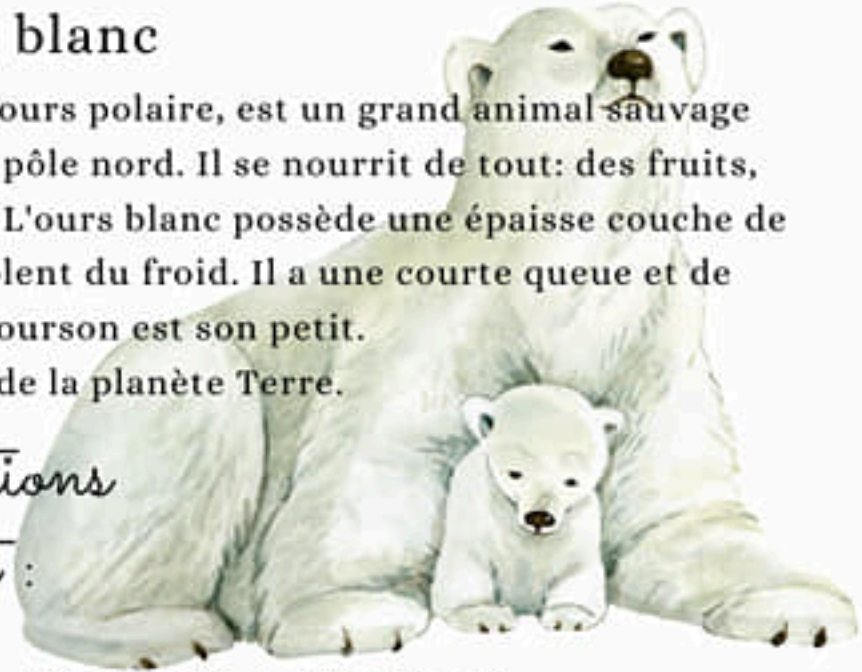 blanc
ours polaire, est un grand animal sauvage
pôle nord. Il se nourrit de tout: des fruits,
L'ours blanc possède une épaisse couche de
lent du froid. Il a une courte queue et de
ourson est son petit.
de la planète Terre.
ions
: